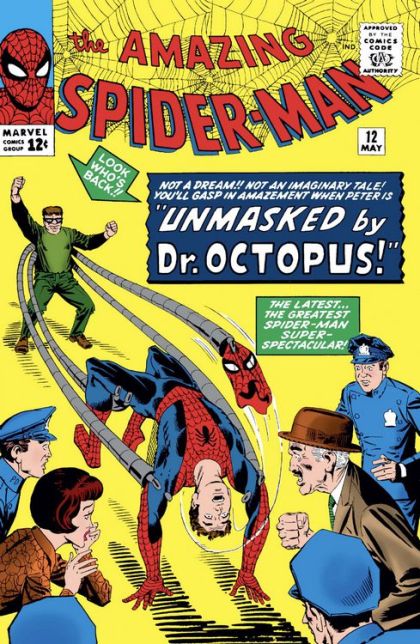 the AMAZING
SPIDER-MAN
IND.
APPROVED
BY THE
COMICS
CODE
AUTHORITY
MARVEL
COMICS
GROUP 12¢
12
MAY
LOOK
WHO'S
BACK!!
NOT A DREAM!! NOT AN IMAGINARY TALE!
YOU'LL GASP IN AMAZEMENT WHEN PETER IS
"UNMASKED by
DR. OCTOPUS!"
THE LATEST...
THE GREATEST
SPIDER-MAN
SUPER-
SPECTACULAR!